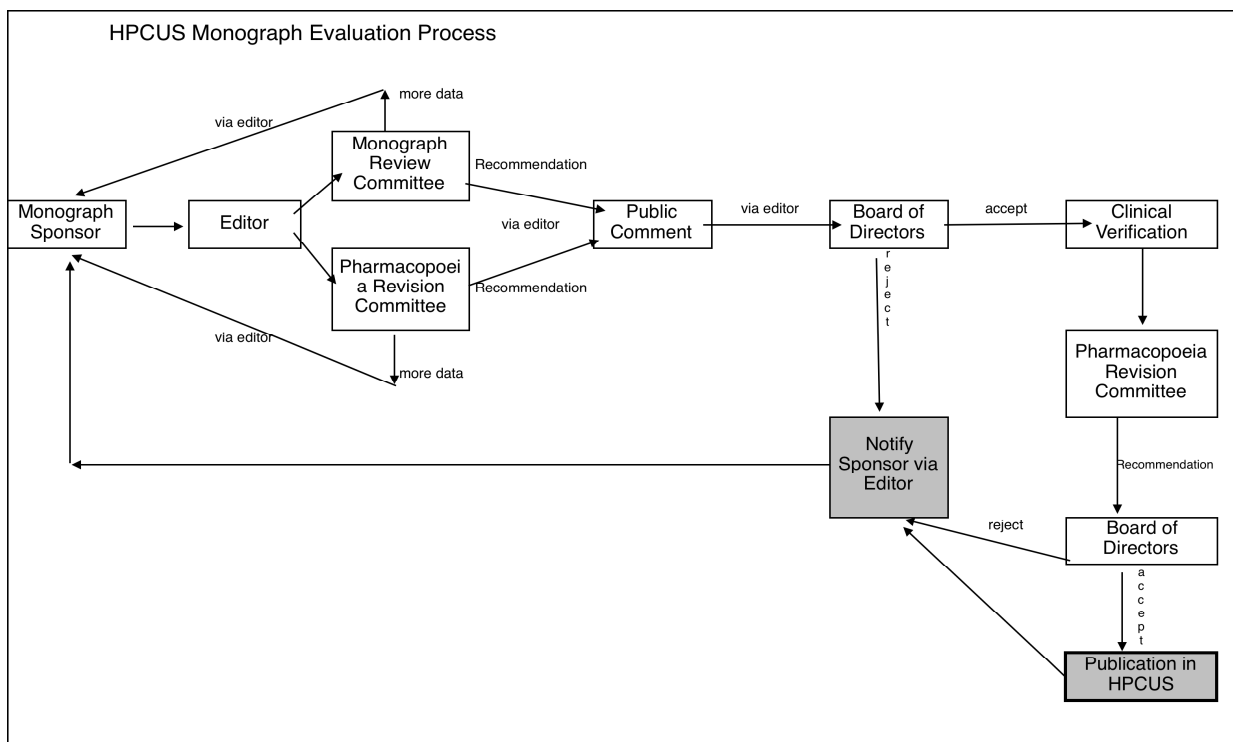 HPCUS Monograph Evaluation Process
more data
via editor
Monograph
Review
Committee
Recommendation
Monograph
Sponsor
Editor
via editor
Public
Comment
via editor
Board of
Directors
accept
Clinical
Verification
Pharmacopoei
a Revision
Committee
Recommendation
via editor
more data
reject
Pharmacopoeia
Revision
Committee
Notify
Sponsor via
Editor
Recommendation
reject
Board of
Directors
accept
Publication in
HPCUS